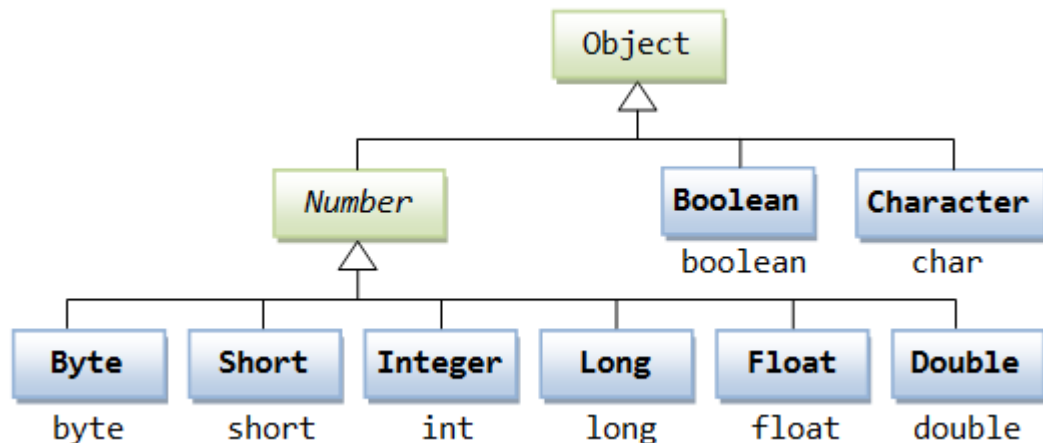 Object
Number Boolean Character
boolean char
Byte Short Integer Long Float Double
byte short int long float double